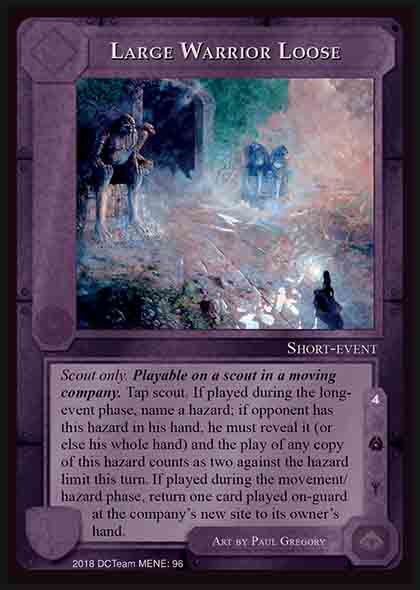 Large Warrior Loose
Short-event
Scout only. Playable on a scout in a moving
company. Tap scout. If played during the long-
event phase, name a hazard; if opponent has
this hazard in his hand, he must reveal it (or
else his whole hand) and the play of any copy
of this hazard counts as two against the hazard
limit this turn. If played during the movement/
hazard phase, return one card played on-guard
at the company's new site to its owner's
hand.
4
Art by Paul Gregory
2018 DCTeam MENE: 96